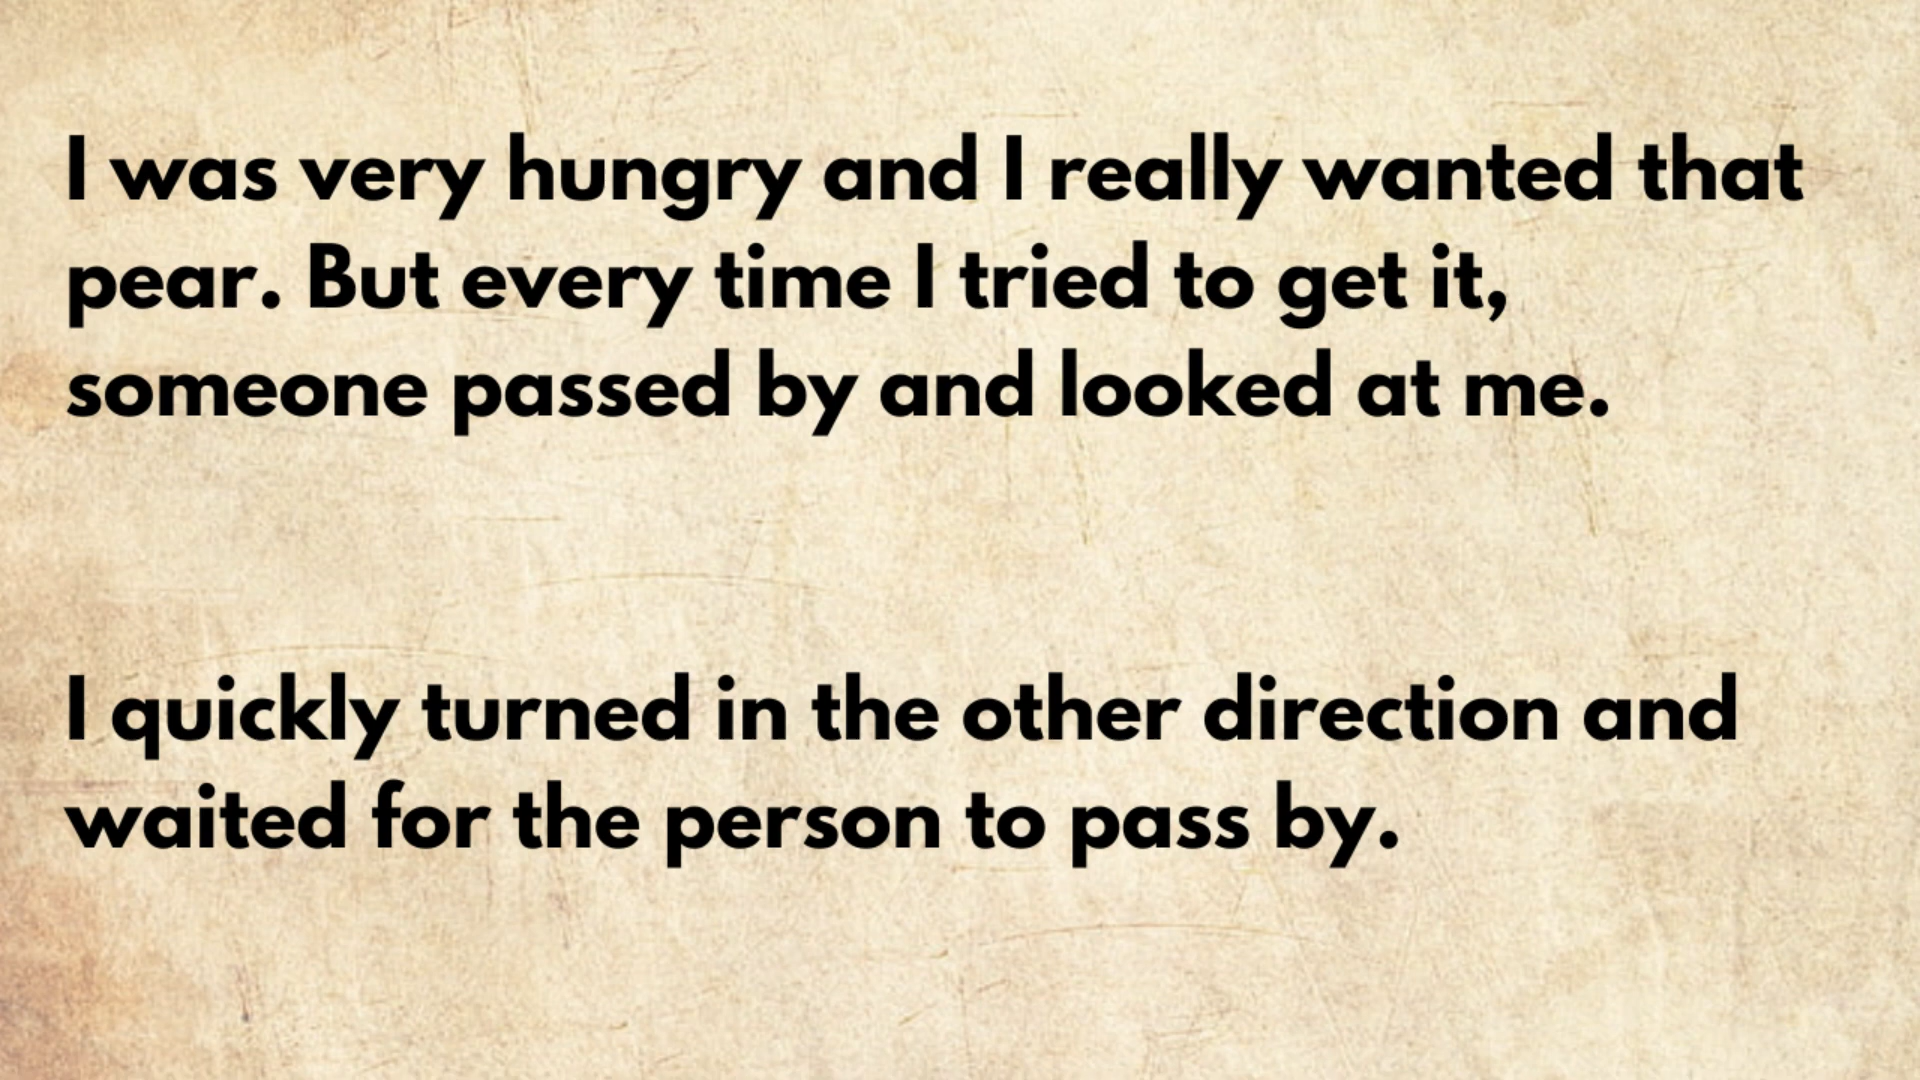 I was very hungry and I really wanted that
pear. But every time I tried to get it,
someone passed by and looked at me.
I quickly turned in the other direction and
waited for the person to pass by.